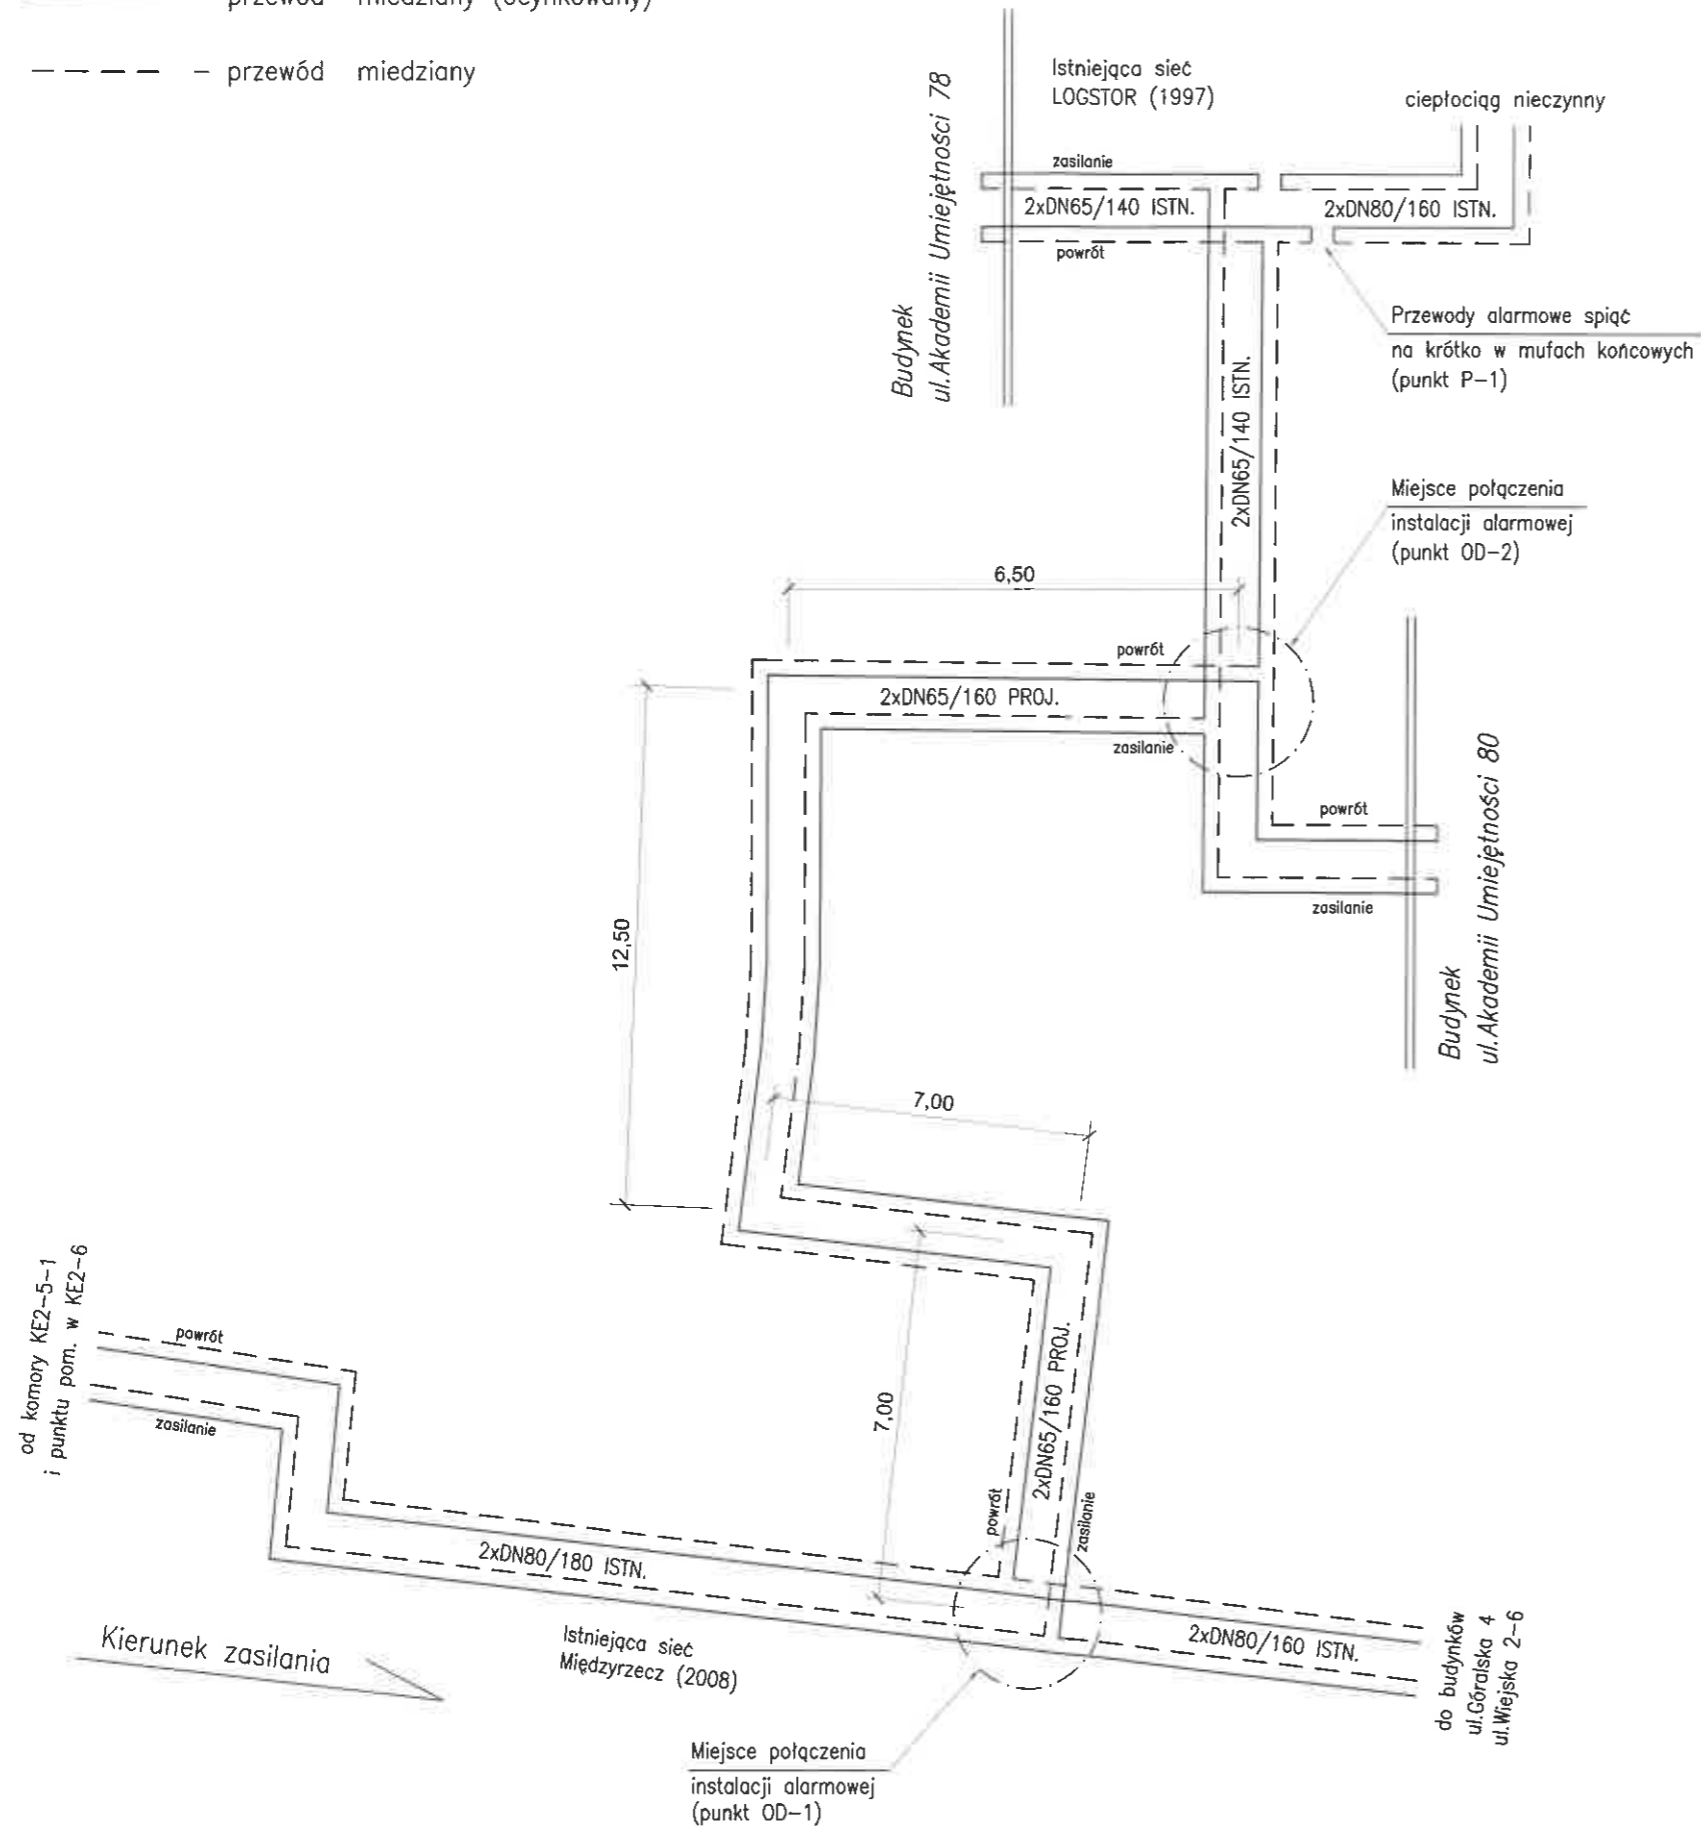 – przewód miedziany (ocynkowany)
– przewód miedziany
Istniejąca sieć
LOGSTOR (1997)
ciepłociąg nieczynny
Budynek
ul.Akademii Umiejętności 78
zasilanie
2xDN65/140 ISTN.
2xDN80/160 ISTN.
powrót
Przewody alarmowe spiąć
na krótko w mufach końcowych
(punkt P–1)
2xDN65/140 ISTN.
Miejsce połączenia
instalacji alarmowej
(punkt OD–2)
6,50
powrót
2xDN65/160 PROJ.
zasilanie
powrót
zasilanie
Budynek
ul.Akademii Umiejętności 80
12,50
7,00
od komory KE2–5–1
i punktu pom. w KE2–6
powrót
zasilanie
7,00
2xDN65/160 PROJ.
powrót
zasilanie
2xDN80/180 ISTN.
Kierunek zasilania
Istniejąca sieć
Międzyrzecz (2008)
2xDN80/160 ISTN.
do budynków
ul.Góralska 4
ul.Wiejska 2–6
Miejsce połączenia
instalacji alarmowej
(punkt OD–1)